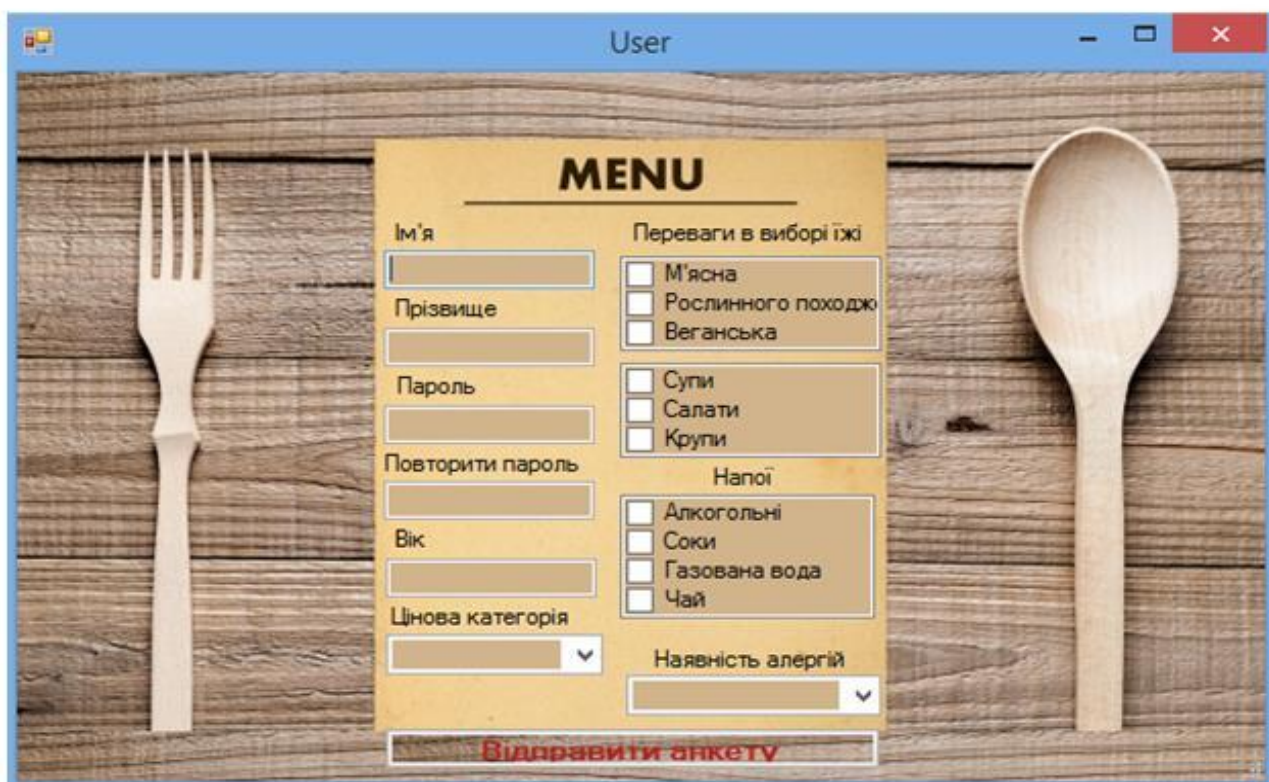 User
MENU
Ім'я
Прізвище
Пароль
Повторити пароль
Вік
Цінова категорія
Переваги в виборі їжі
М'ясна
Рослинного походж
Веганська
Супи
Салати
Крупи
Напої
Алкогольні
Соки
Газована вода
Чай
Наявність алергій
Відправити анкету